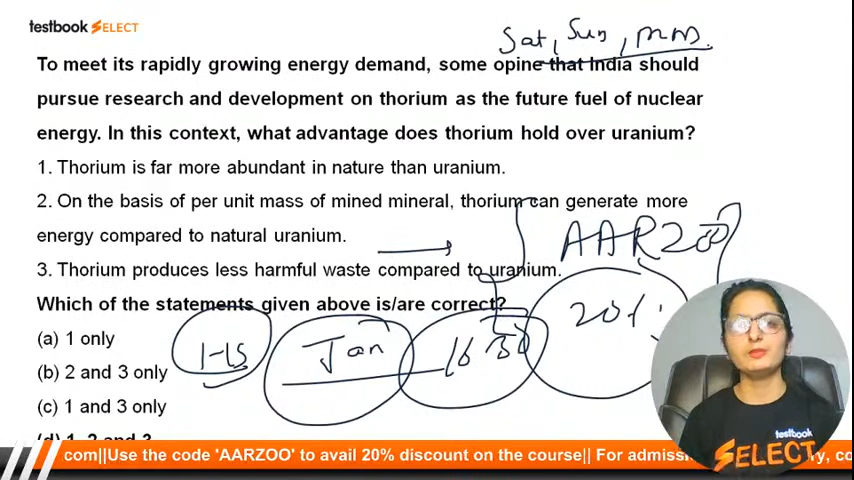 testbook SELECT
Sat, Sun,
To meet its rapidly growing energy demand, some opine that India should
pursue research and development on thorium as the future fuel of nuclear
energy. In this context, what advantage does thorium hold over uranium?
1. Thorium is far more abundant in nature than uranium.
2. On the basis of per unit mass of mined mineral, thorium can generate more
energy compared to natural uranium.
AARZOO
3. Thorium produces less harmful waste compared to uranium.
Which of the statements given above is/are correct?
(a) 1 only
1-15 Jan
(b) 2 and 3 only
(c) 1 and 3 only
(d) 1, 2 and 3
testbook
SELECT
com||Use the code 'AARZOO' to avail 20% discount on the course|| For admiss